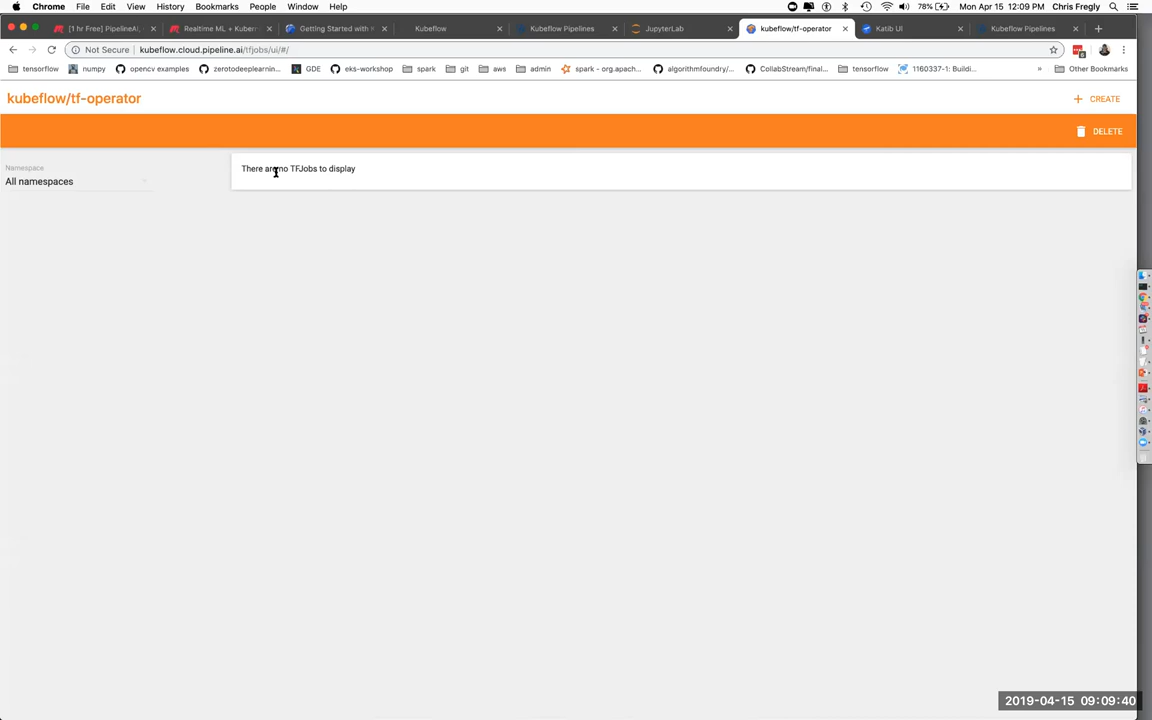 Chrome File Edit View History Bookmarks People Window Help 78% Mon Apr 15 12:09 PM Chris Fregly
[1 hr Free] PipelineAI, Realtime ML + Kubern Getting Started with K Kubeflow Kubeflow Pipelines JupyterLab kubeflow/tf-operator Katib UI Kubeflow Pipelines
Not Secure kubeflow.cloud.pipeline.ai/tfjobs/ui/#/
tensorflow numpy opencv examples zerotodeeplearnin... GDE eks-workshop spark git aws admin spark - org.apach... algorithmfoundry/... CollabStream/final... tensorflow 1160337-1: Buildi... » Other Bookmarks
kubeflow/tf-operator
+ CREATE
DELETE
Namespace
All namespaces
There are no TFJobs to display
2019-04-15 09:09:40